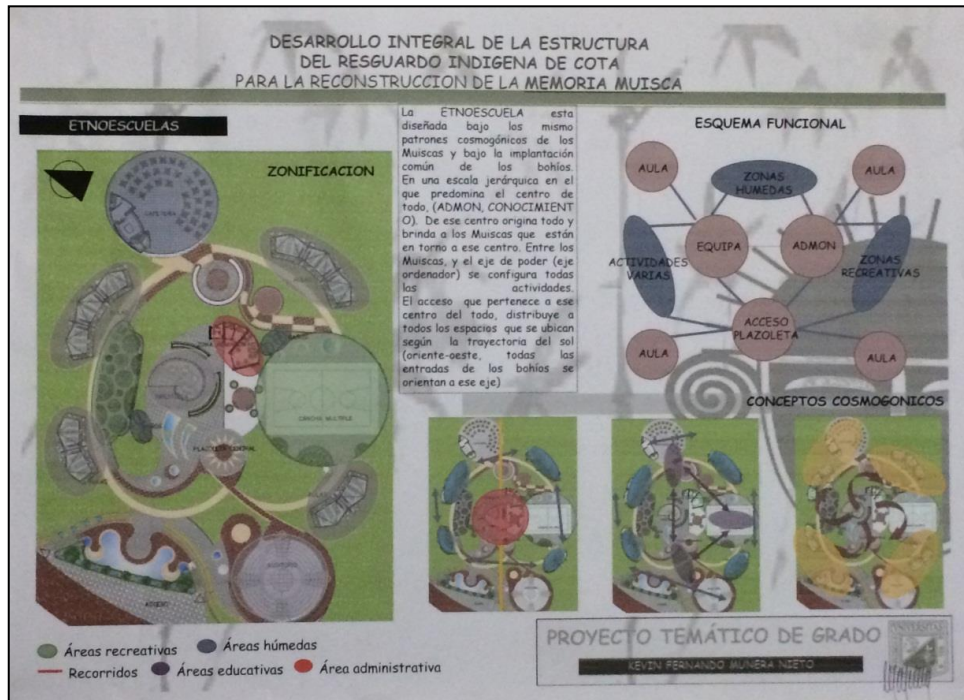 DESARROLLO INTEGRAL DE LA ESTRUCTURA
DEL RESGUARDO INDIGENA DE COTA
PARA LA RECONSTRUCCION DE LA MEMORIA MUISCA
ETNOESCUELAS
ZONIFICACION
CAFETERIA
CANCHA MULTIPLE
PLAZOLETA CENTRAL
AUDITORIO
ACCESO
Áreas recreativas
Áreas húmedas
Recorridos
Áreas educativas
Área administrativa
La ETNOESCUELA esta
diseñada bajo los mismo
patrones cosmogónicos de los
Muiscas y bajo la implantación
común de los bohíos.
En una escala jerárquica en el
que predomina el centro de
todo, (ADMON, CONOCIMIENT
O). De ese centro origina todo y
brinda a los Muiscas que están
en torno a ese centro. Entre los
Muiscas, y el eje de poder (eje
ordenador) se configura todas
las actividades.
El acceso que pertenece a ese
centro del todo, distribuye a
todos los espacios que se ubican
según la trayectoria del sol
(oriente-oeste, todas las
entradas de los bohíos se
orientan a ese eje)
ESQUEMA FUNCIONAL
AULA
ZONAS
HUMEDAS
AULA
EQUIPA
ADMON
ACTIVIDADES
VARIAS
ZONAS
RECREATIVAS
ACCESO
PLAZOLETA
AULA
AULA
CONCEPTOS COSMOGONICOS
PROYECTO TEMÁTICO DE GRADO
KEVIN FERNANDO MUNERA NIETO